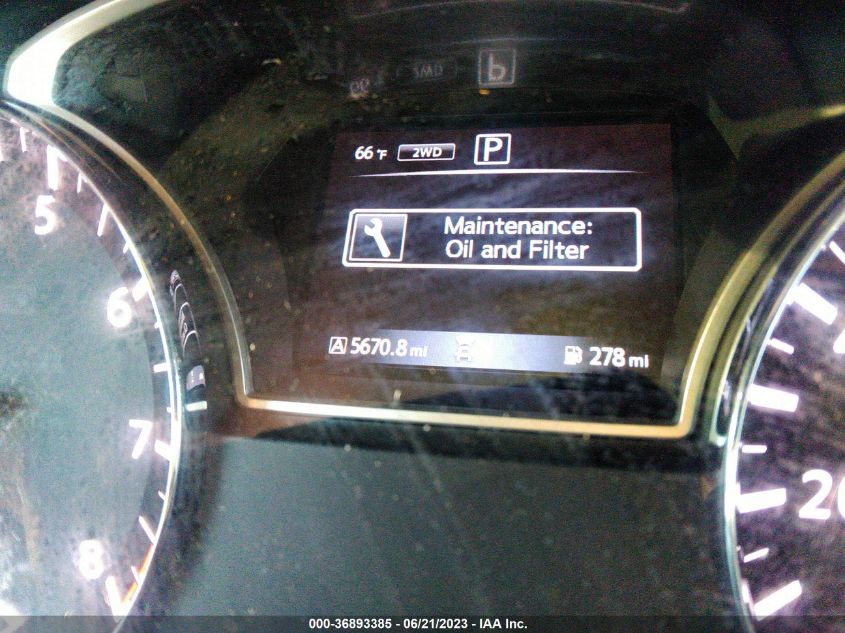 66 °F 2WD P
5
Maintenance:
Oil and Filter
6
A 5670.8 mi 278 mi
7
20
8
000-36893385 - 06/21/2023 - IAA Inc.